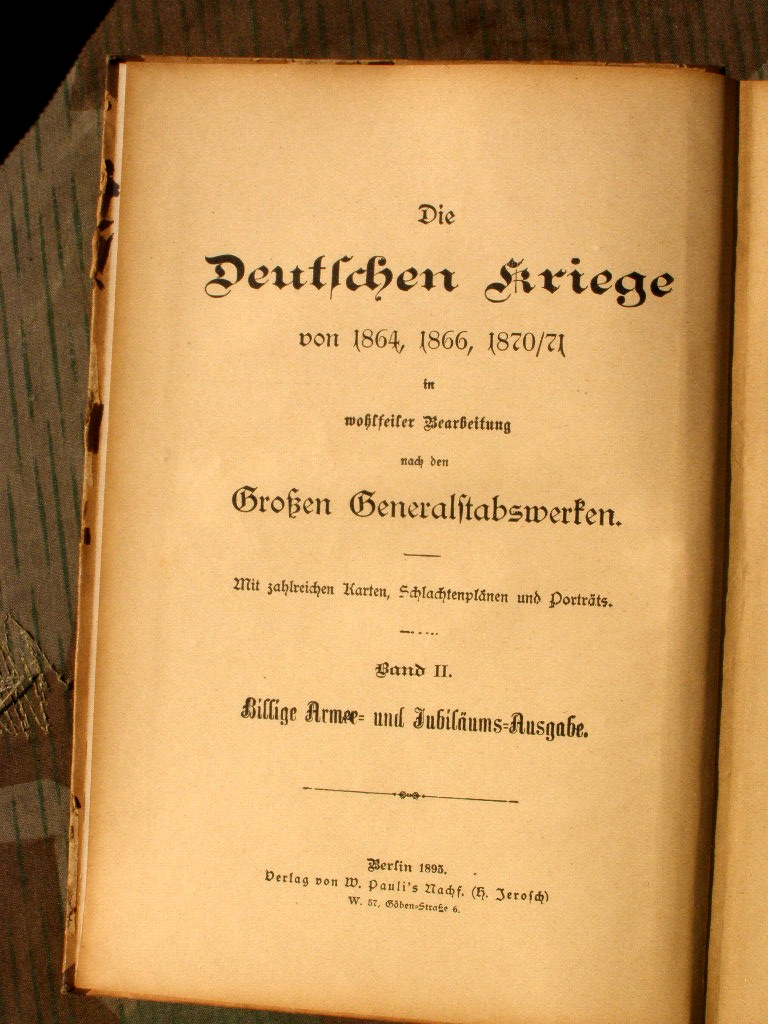 Die
Deutschen Kriege
von 1864, 1866, 1870/71
in
wohlfeiler Bearbeitung
nach den
Großen Generalstabswerken.
Mit zahlreichen Karten, Schlachtenplänen und Porträts.
Band II.
Billige Armee- und Jubiläums-Ausgabe.
Berlin 1895.
Verlag von W. Pauli's Nachf. (H. Jerosch)
W. 57, Göben-Straße 6.